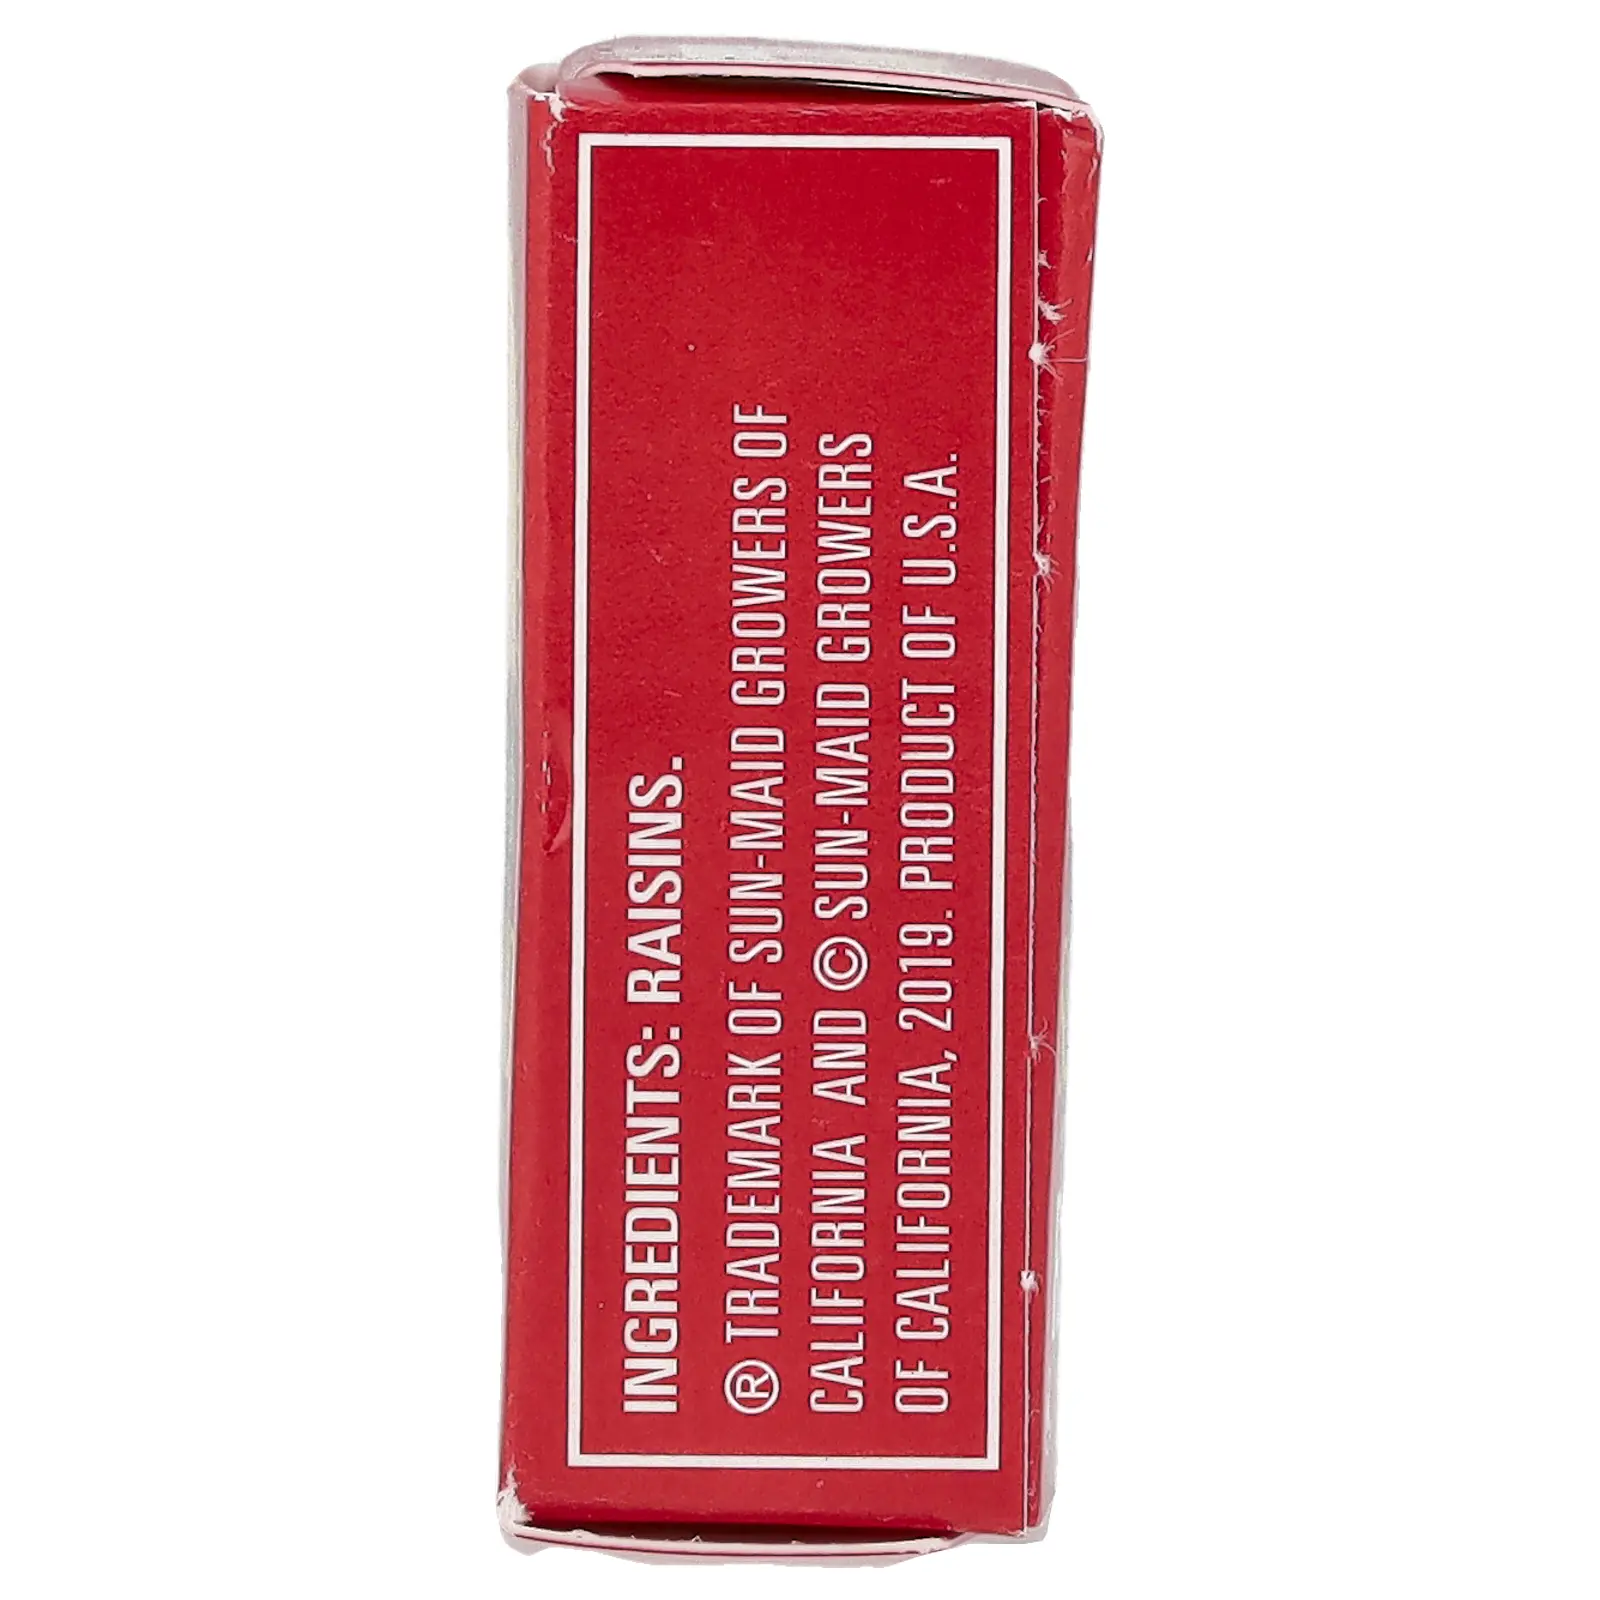 INGREDIENTS: RAISINS.
® TRADEMARK OF SUN-MAID GROWERS OF
CALIFORNIA AND © SUN-MAID GROWERS
OF CALIFORNIA, 2019. PRODUCT OF U.S.A.